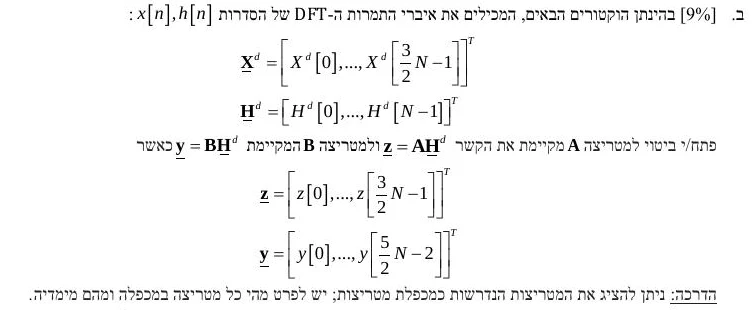 ב. [9%] בהינתן הוקטורים הבאים, המכילים את איברי התמרות ה-DFT של הסדרות x[n], h[n] :
X^d = [X^d[0],...,X^d[3/2 N−1]]^T
H^d = [H^d[0],...,H^d[N−1]]^T
פתח/י ביטוי למטריצה A מקיימת את הקשר z = AH^d ולמטריצה B המקיימת y = BH^d כאשר
z = [z[0],...,z[3/2 N−1]]^T
y = [y[0],...,y[5/2 N−2]]^T
הדרכה: ניתן להציג את המטריצות הנדרשות כמכפלת מטריצות; יש לפרט מהי כל מטריצה במכפלה ומהם מימדיה.